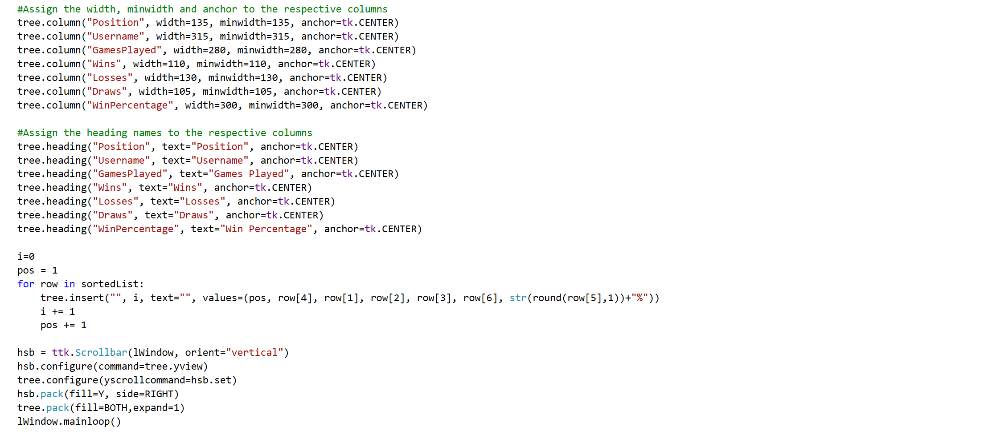 #Assign the width, minwidth and anchor to the respective columns
tree.column("Position", width=135, minwidth=135, anchor=tk.CENTER)
tree.column("Username", width=315, minwidth=315, anchor=tk.CENTER)
tree.column("GamesPlayed", width=280, minwidth=280, anchor=tk.CENTER)
tree.column("Wins", width=110, minwidth=110, anchor=tk.CENTER)
tree.column("Losses", width=130, minwidth=130, anchor=tk.CENTER)
tree.column("Draws", width=105, minwidth=105, anchor=tk.CENTER)
tree.column("WinPercentage", width=300, minwidth=300, anchor=tk.CENTER)

#Assign the heading names to the respective columns
tree.heading("Position", text="Position", anchor=tk.CENTER)
tree.heading("Username", text="Username", anchor=tk.CENTER)
tree.heading("GamesPlayed", text="Games Played", anchor=tk.CENTER)
tree.heading("Wins", text="Wins", anchor=tk.CENTER)
tree.heading("Losses", text="Losses", anchor=tk.CENTER)
tree.heading("Draws", text="Draws", anchor=tk.CENTER)
tree.heading("WinPercentage", text="Win Percentage", anchor=tk.CENTER)

i=0
pos = 1
for row in sortedList:
    tree.insert("", i, text="", values=(pos, row[4], row[1], row[2], row[3], row[6], str(round(row[5],1))+"%"))
    i += 1
    pos += 1

hsb = ttk.Scrollbar(lWindow, orient="vertical")
hsb.configure(command=tree.yview)
tree.configure(yscrollcommand=hsb.set)
hsb.pack(fill=Y, side=RIGHT)
tree.pack(fill=BOTH,expand=1)
lWindow.mainloop()